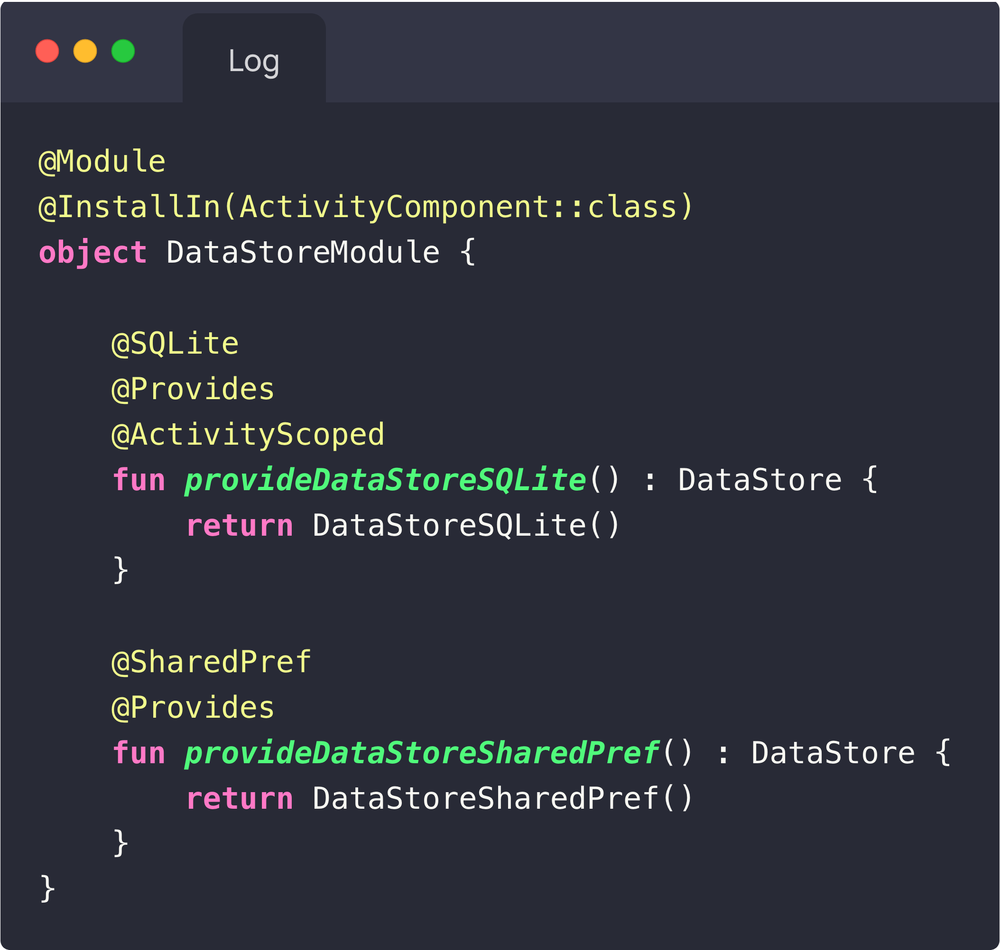 Log
@Module
@InstallIn(ActivityComponent::class)
object DataStoreModule {
    @SQLite
    @Provides
    @ActivityScoped
    fun provideDataStoreSQLite() : DataStore {
        return DataStoreSQLite()
    }
    @SharedPref
    @Provides
    fun provideDataStoreSharedPref() : DataStore {
        return DataStoreSharedPref()
    }
}